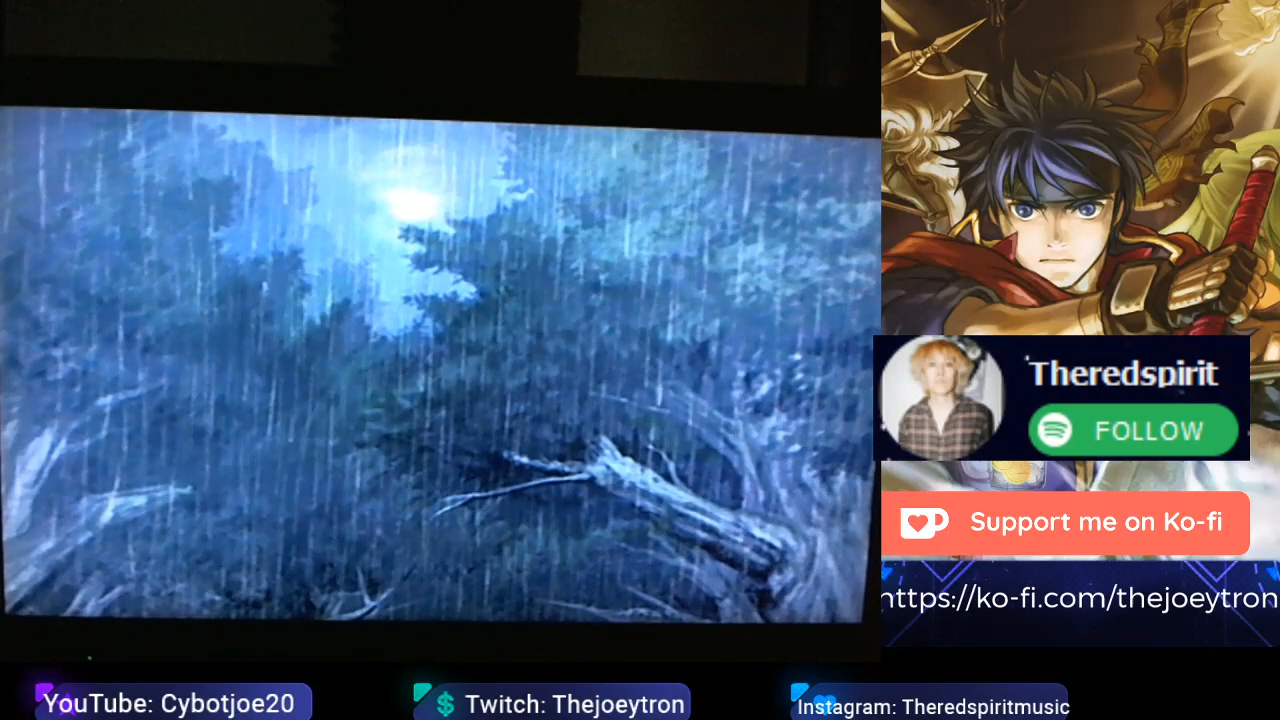 Theredspirit
FOLLOW
Support me on Ko-fi
https://ko-fi.com/thejoeytron
YouTube: Cybotjoe20
Twitch: Thejoeytron
Instagram: Theredspiritmusic